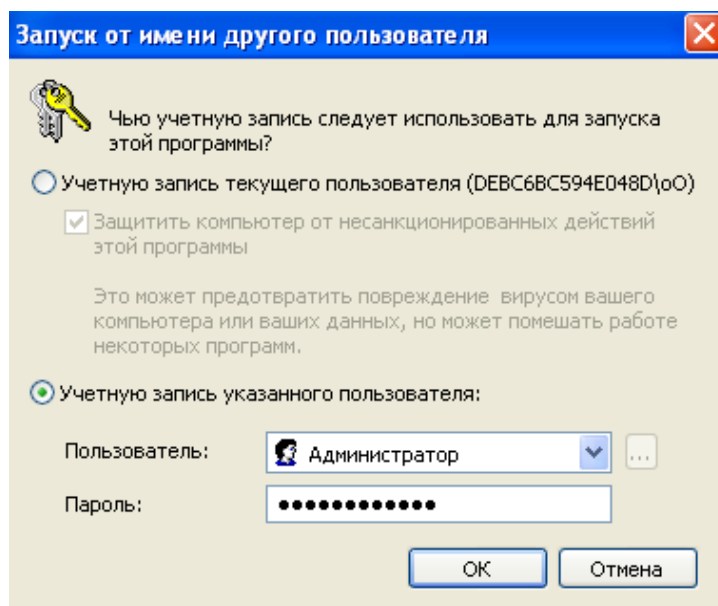 Запуск от имени другого пользователя
Чью учетную запись следует использовать для запуска
этой программы?
Учетную запись текущего пользователя (DEBC6BC594E048D\oO)
Защитить компьютер от несанкционированных действий
этой программы
Это может предотвратить повреждение вирусом вашего
компьютера или ваших данных, но может помешать работе
некоторых программ.
Учетную запись указанного пользователя:
Пользователь: Администратор ...
Пароль: ●●●●●●●●●●●●
ОК Отмена